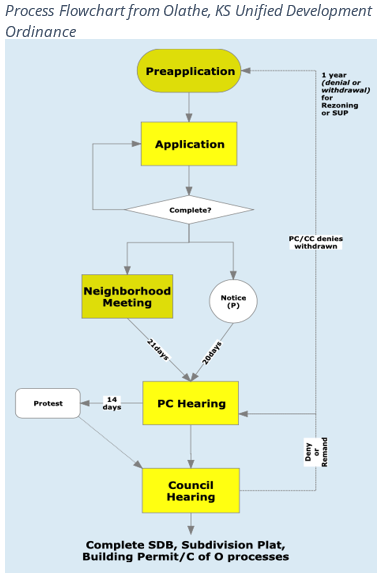 Process Flowchart from Olathe, KS Unified Development
Ordinance
Preapplication
1 year
(denial or
withdrawal)
for
Rezoning
or SUP
Application
Complete?
PC/CC denies
withdrawn
Neighborhood
Meeting
Notice
(P)
21days
20days
Protest
14
days
PC Hearing
Deny
or
Remand
Council
Hearing
Complete SDB, Subdivision Plat,
Building Permit/C of O processes